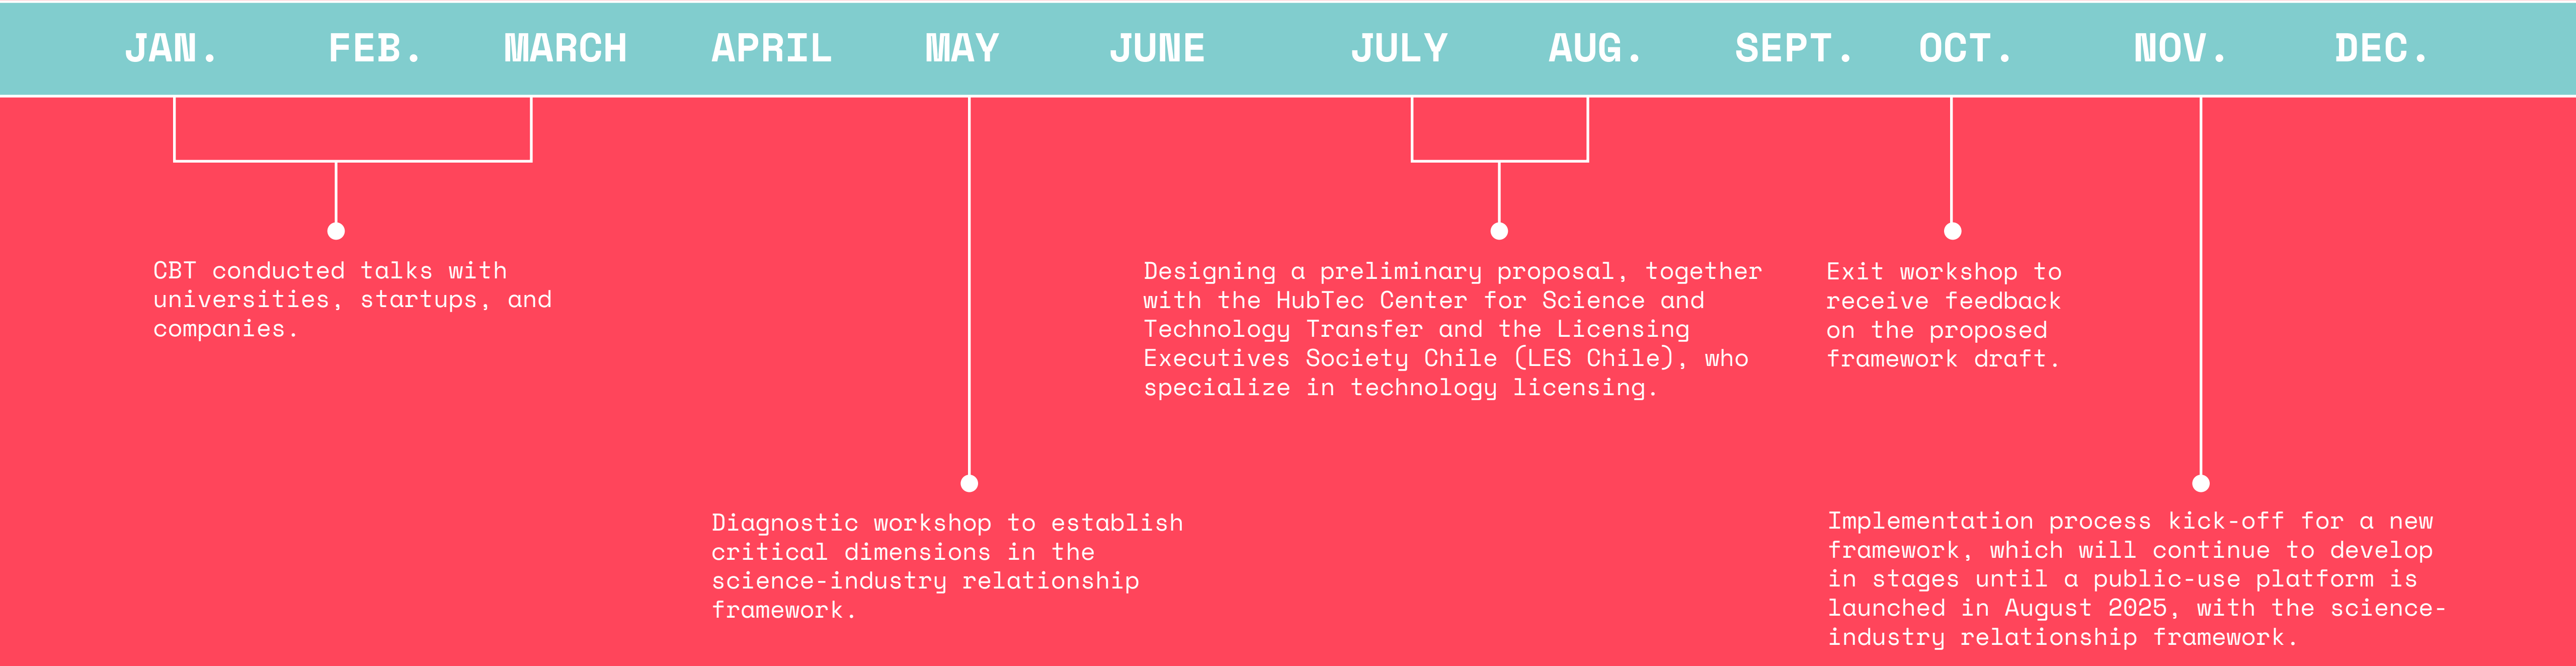 JAN. FEB. MARCH APRIL MAY JUNE JULY AUG. SEPT. OCT. NOV. DEC.
CBT conducted talks with
universities, startups, and
companies.
Diagnostic workshop to establish
critical dimensions in the
science-industry relationship
framework.
Designing a preliminary proposal, together
with the HubTec Center for Science and
Technology Transfer and the Licensing
Executives Society Chile (LES Chile), who
specialize in technology licensing.
Exit workshop to
receive feedback
on the proposed
framework draft.
Implementation process kick-off for a new
framework, which will continue to develop
in stages until a public-use platform is
launched in August 2025, with the science-
industry relationship framework.